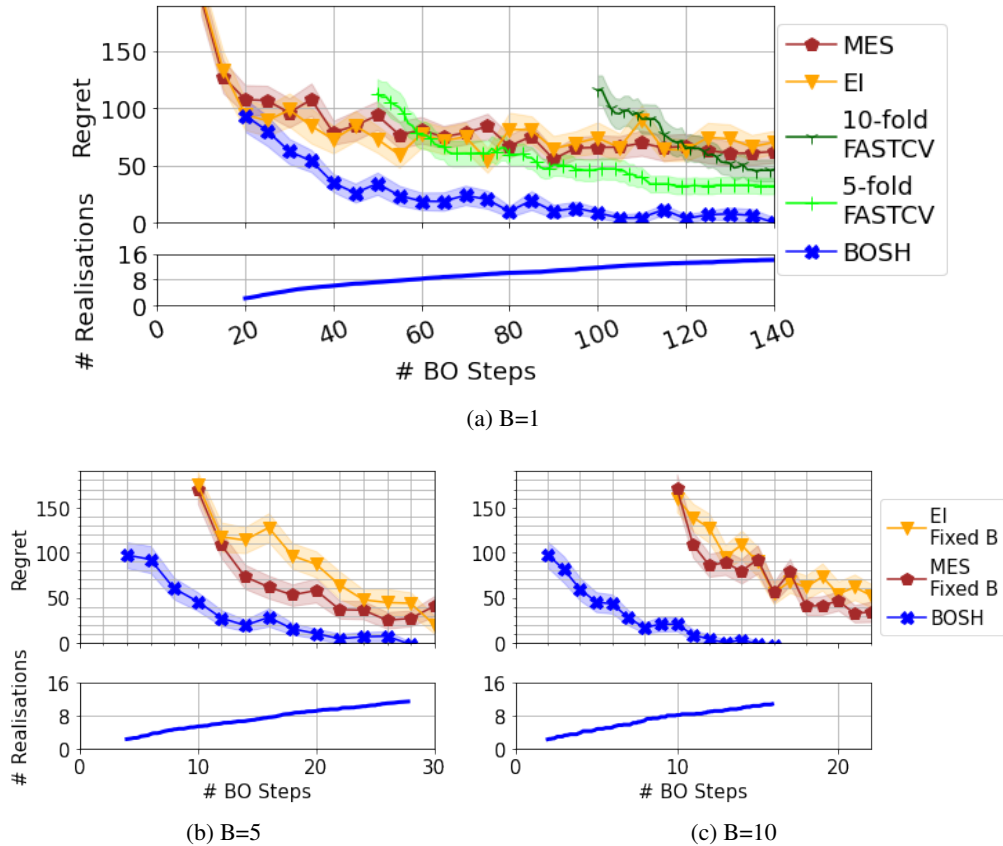 150
100
50
0
Regret
MES
EI
10-fold
FASTCV
5-fold
FASTCV
BOSH
16
8
0
# Realisations
0
20
40
60
80
100
120
140
# BO Steps
(a) B=1
150
100
50
0
Regret
16
8
0
# Realisations
0
10
20
30
# BO Steps
(b) B=5
150
100
50
0
Regret
16
8
0
# Realisations
0
10
20
# BO Steps
(c) B=10
EI
Fixed B
MES
Fixed B
BOSH